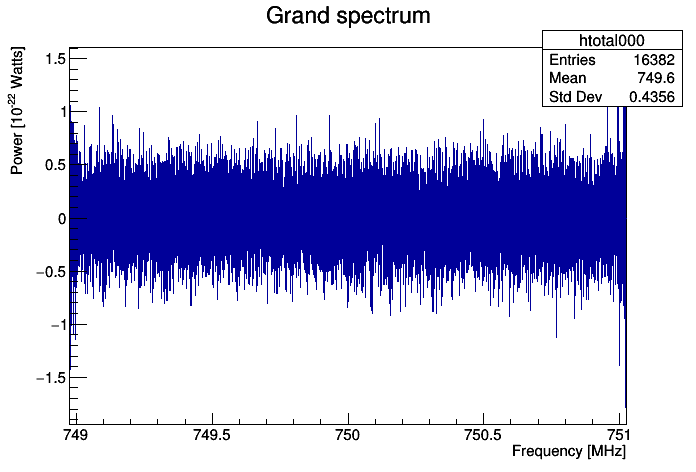 Grand spectrum
htotal000
Entries 16382
Mean 749.6
Std Dev 0.4356
Power [10⁻²² Watts]
1.5
1
0.5
0
−0.5
−1
−1.5
749 749.5 750 750.5 751
Frequency [MHz]